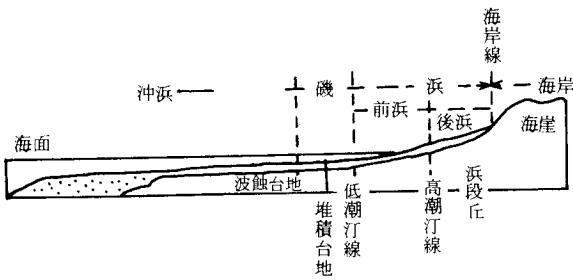 海岸線
沖浜 磯 浜 海岸
前浜 後浜 海崖
海面
波蝕台地
堆積台地
低潮汀線
高潮汀線
浜段丘